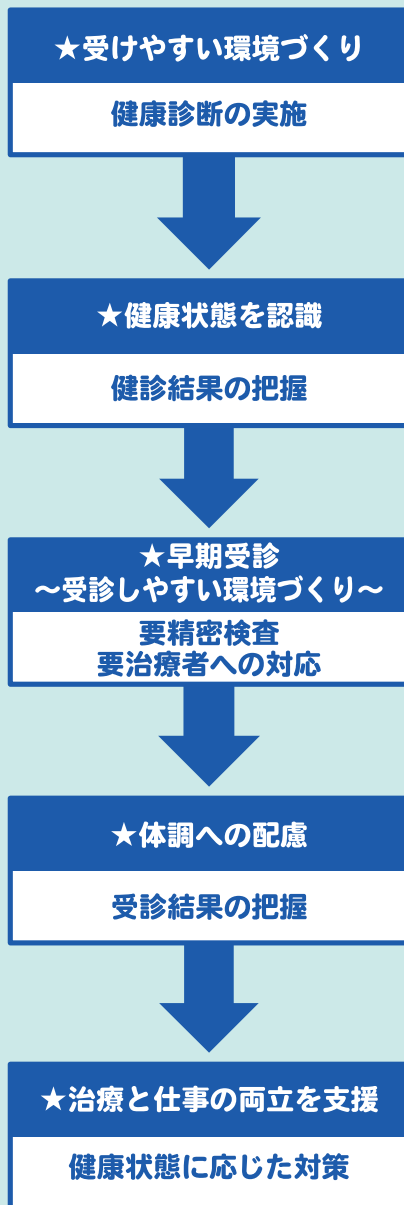 ★受けやすい環境づくり
健康診断の実施
★健康状態を認識
健診結果の把握
★早期受診
～受診しやすい環境づくり～
要精密検査
要治療者への対応
★体調への配慮
受診結果の把握
★治療と仕事の両立を支援
健康状態に応じた対策